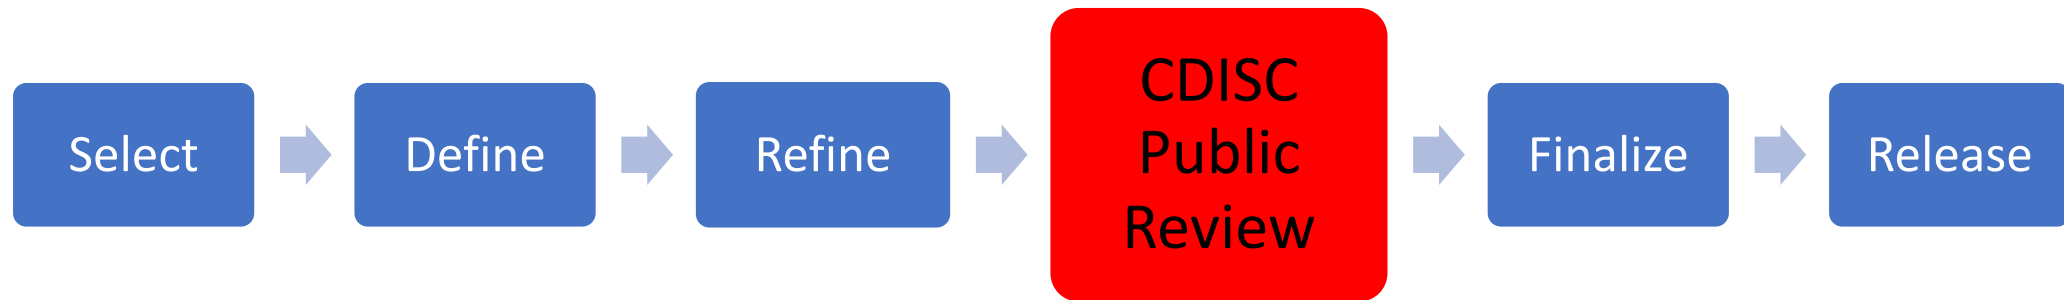 Select
Define
Refine
CDISC
Public
Review
Finalize
Release